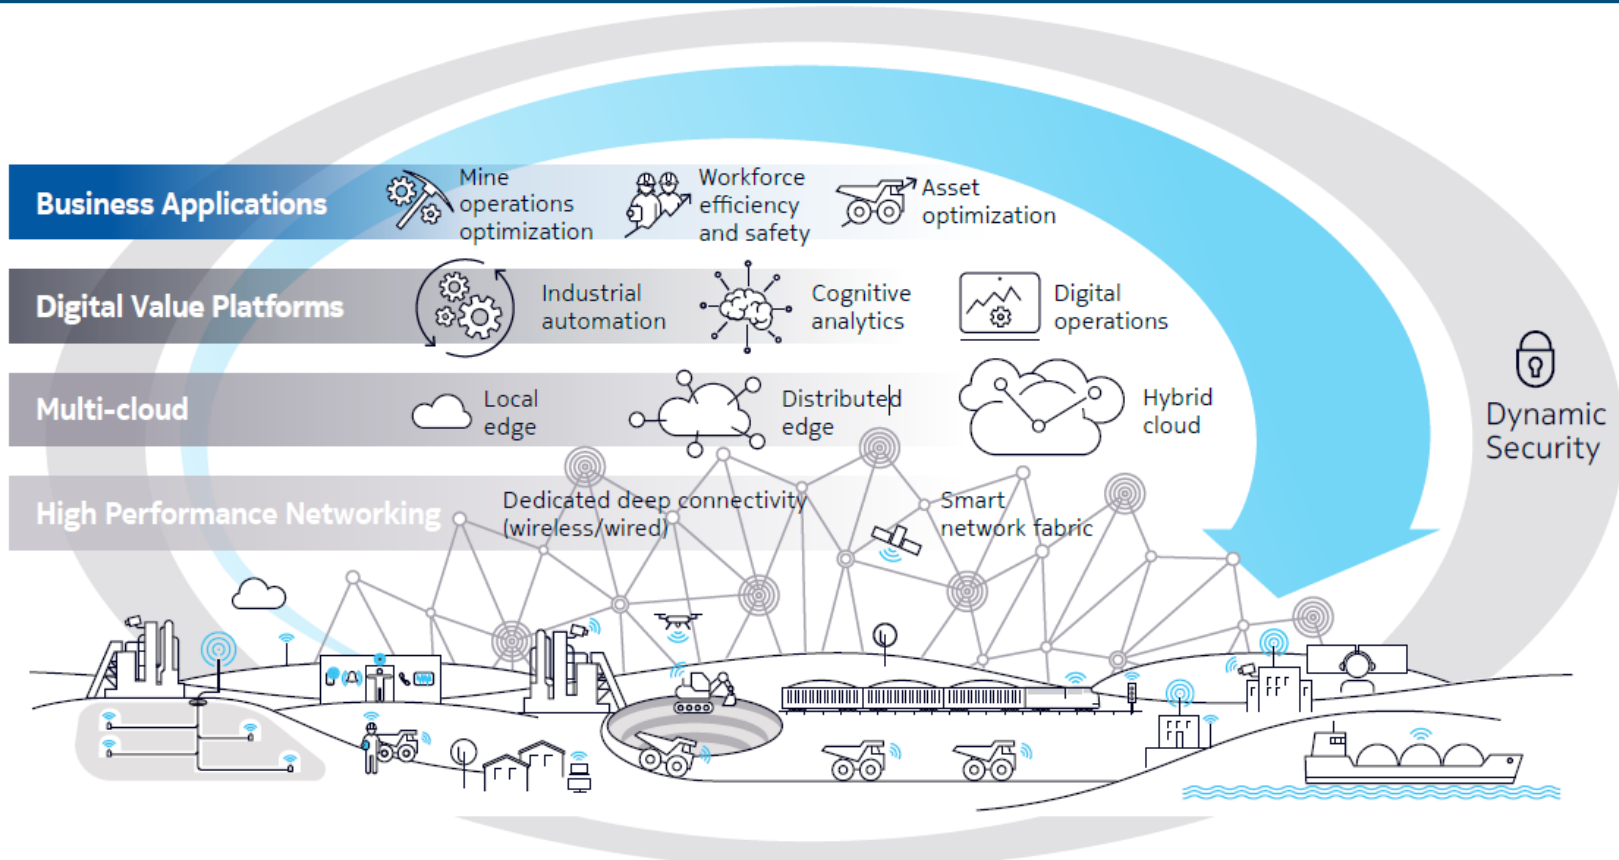 Business Applications
Mine
operations
optimization
Workforce
efficiency
and safety
Asset
optimization
Digital Value Platforms
Industrial
automation
Cognitive
analytics
Digital
operations
Multi-cloud
Local
edge
Distributed
edge
Hybrid
cloud
Dynamic
Security
High Performance Networking
Dedicated deep connectivity
(wireless/wired)
Smart
network fabric